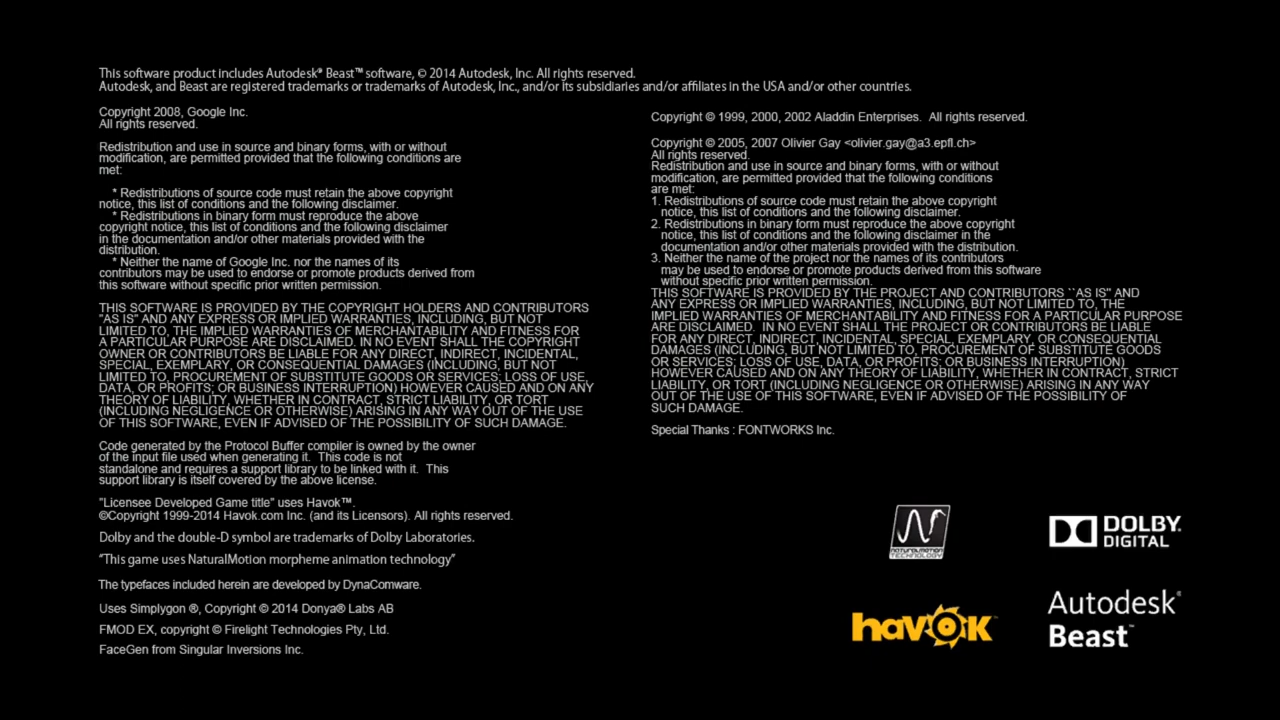 This software product includes Autodesk® Beast™ software, © 2014 Autodesk, Inc. All rights reserved.
Autodesk, and Beast are registered trademarks or trademarks of Autodesk, Inc., and/or its subsidiaries and/or affiliates in the USA and/or other countries.
Copyright 2008, Google Inc.
All rights reserved.
Redistribution and use in source and binary forms, with or without
modification, are permitted provided that the following conditions are
met:
* Redistributions of source code must retain the above copyright
notice, this list of conditions and the following disclaimer.
* Redistributions in binary form must reproduce the above
copyright notice, this list of conditions and the following disclaimer
in the documentation and/or other materials provided with the
distribution.
* Neither the name of Google Inc. nor the names of its
contributors may be used to endorse or promote products derived from
this software without specific prior written permission.
THIS SOFTWARE IS PROVIDED BY THE COPYRIGHT HOLDERS AND CONTRIBUTORS
"AS IS" AND ANY EXPRESS OR IMPLIED WARRANTIES, INCLUDING, BUT NOT
LIMITED TO, THE IMPLIED WARRANTIES OF MERCHANTABILITY AND FITNESS FOR
A PARTICULAR PURPOSE ARE DISCLAIMED. IN NO EVENT SHALL THE COPYRIGHT
OWNER OR CONTRIBUTORS BE LIABLE FOR ANY DIRECT, INDIRECT, INCIDENTAL,
SPECIAL, EXEMPLARY, OR CONSEQUENTIAL DAMAGES (INCLUDING, BUT NOT
LIMITED TO, PROCUREMENT OF SUBSTITUTE GOODS OR SERVICES; LOSS OF USE,
DATA, OR PROFITS; OR BUSINESS INTERRUPTION) HOWEVER CAUSED AND ON ANY
THEORY OF LIABILITY, WHETHER IN CONTRACT, STRICT LIABILITY, OR TORT
(INCLUDING NEGLIGENCE OR OTHERWISE) ARISING IN ANY WAY OUT OF THE USE
OF THIS SOFTWARE, EVEN IF ADVISED OF THE POSSIBILITY OF SUCH DAMAGE.
Code generated by the Protocol Buffer compiler is owned by the owner
of the input file used when generating it.  This code is not
standalone and requires a support library to be linked with it.  This
support library is itself covered by the above license.
"Licensee Developed Game title" uses Havok™.
©Copyright 1999-2014 Havok.com Inc. (and its Licensors). All rights reserved.
Dolby and the double-D symbol are trademarks of Dolby Laboratories.
"This game uses NaturalMotion morpheme animation technology"
The typefaces included herein are developed by DynaComware.
Uses Simplygon ®, Copyright © 2014 Donya® Labs AB
FMOD EX, copyright © Firelight Technologies Pty, Ltd.
FaceGen from Singular Inversions Inc.
Copyright © 1999, 2000, 2002 Aladdin Enterprises.  All rights reserved.
Copyright © 2005, 2007 Olivier Gay <olivier.gay@a3.epfl.ch>
All rights reserved.
Redistribution and use in source and binary forms, with or without
modification, are permitted provided that the following conditions
are met:
1. Redistributions of source code must retain the above copyright
notice, this list of conditions and the following disclaimer.
2. Redistributions in binary form must reproduce the above copyright
notice, this list of conditions and the following disclaimer in the
documentation and/or other materials provided with the distribution.
3. Neither the name of the project nor the names of its contributors
may be used to endorse or promote products derived from this software
without specific prior written permission.
THIS SOFTWARE IS PROVIDED BY THE PROJECT AND CONTRIBUTORS ``AS IS'' AND
ANY EXPRESS OR IMPLIED WARRANTIES, INCLUDING, BUT NOT LIMITED TO, THE
IMPLIED WARRANTIES OF MERCHANTABILITY AND FITNESS FOR A PARTICULAR PURPOSE
ARE DISCLAIMED.  IN NO EVENT SHALL THE PROJECT OR CONTRIBUTORS BE LIABLE
FOR ANY DIRECT, INDIRECT, INCIDENTAL, SPECIAL, EXEMPLARY, OR CONSEQUENTIAL
DAMAGES (INCLUDING, BUT NOT LIMITED TO, PROCUREMENT OF SUBSTITUTE GOODS
OR SERVICES; LOSS OF USE, DATA, OR PROFITS; OR BUSINESS INTERRUPTION)
HOWEVER CAUSED AND ON ANY THEORY OF LIABILITY, WHETHER IN CONTRACT, STRICT
LIABILITY, OR TORT (INCLUDING NEGLIGENCE OR OTHERWISE) ARISING IN ANY WAY
OUT OF THE USE OF THIS SOFTWARE, EVEN IF ADVISED OF THE POSSIBILITY OF
SUCH DAMAGE.
Special Thanks : FONTWORKS Inc.
NATURALMOTION
TECHNOLOGY
DOLBY
DIGITAL
havoK™
Autodesk®
Beast™